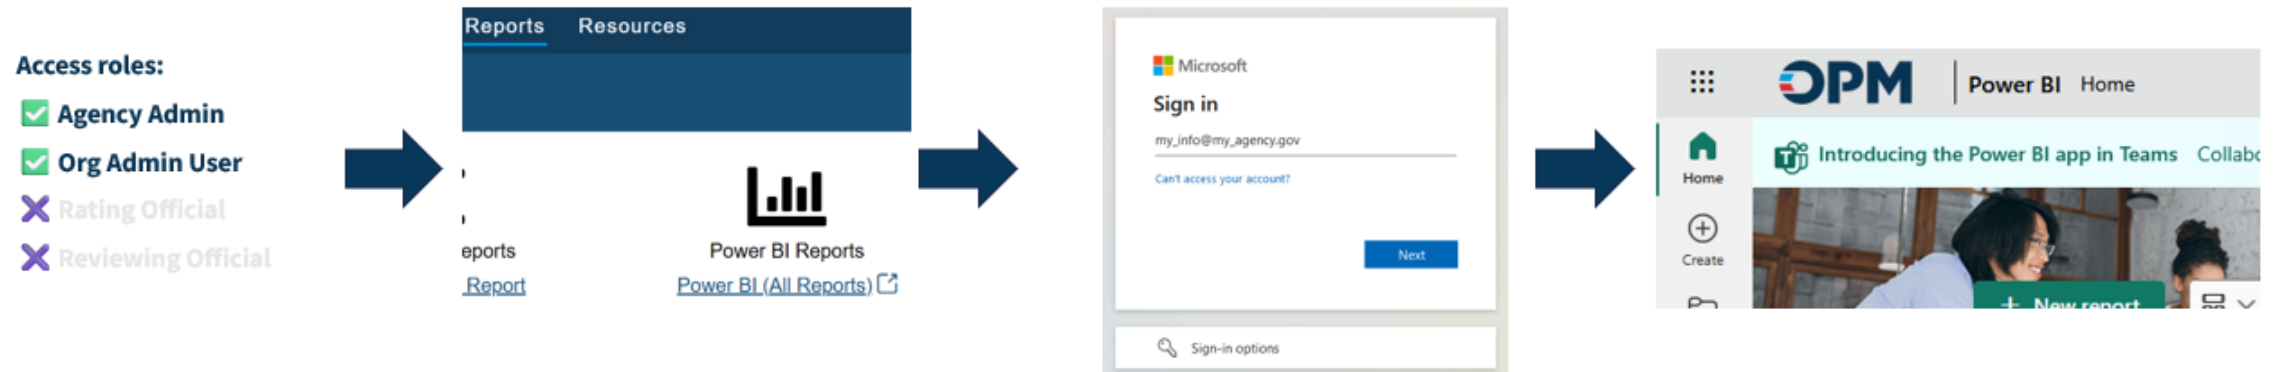 Access roles:
Agency Admin
Org Admin User
Rating Official
Reviewing Official
Reports Resources
eports
Report
Power BI Reports
Power BI (All Reports)
Microsoft
Sign in
my_info@my_agency.gov
Can't access your account?
Next
Sign-in options
OPM Power BI Home
Introducing the Power BI app in Teams Collabo
Home
Create
+ New report